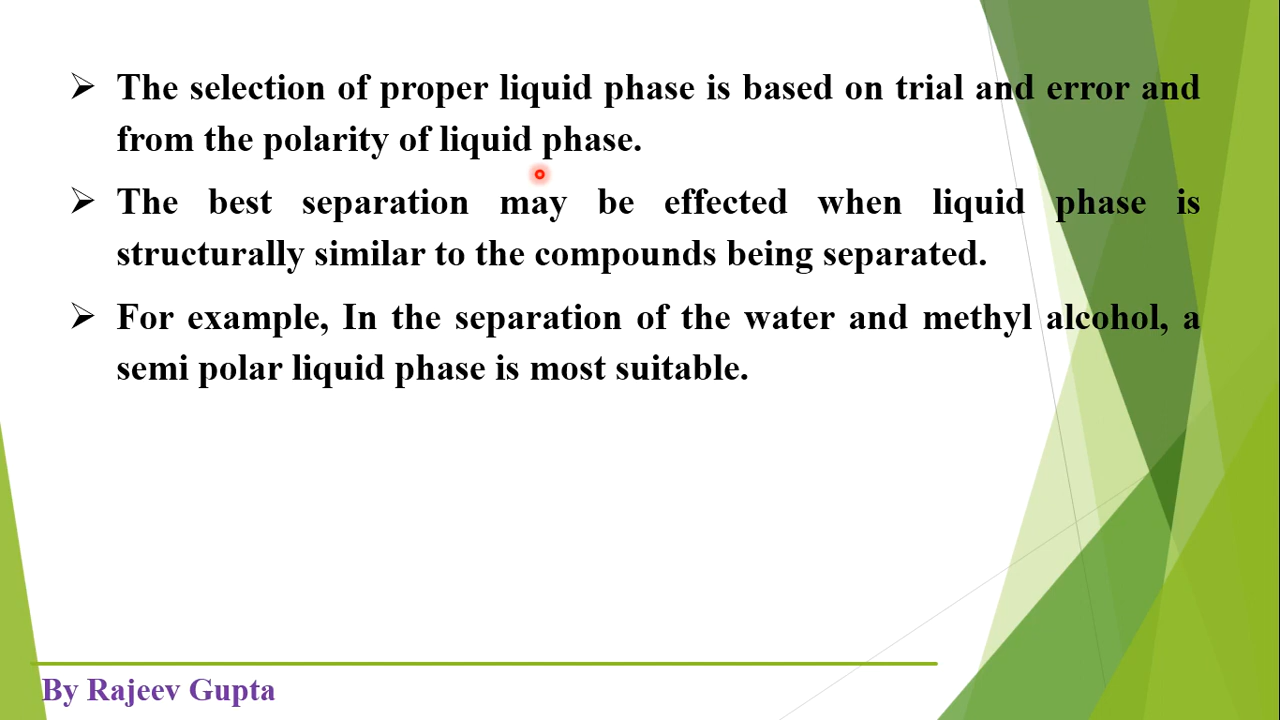 ➢ The selection of proper liquid phase is based on trial and error and
from the polarity of liquid phase.
➢ The best separation may be effected when liquid phase is
structurally similar to the compounds being separated.
➢ For example, In the separation of the water and methyl alcohol, a
semi polar liquid phase is most suitable.
By Rajeev Gupta